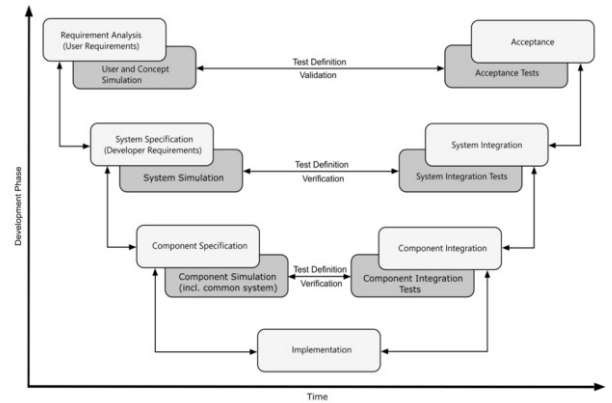 Requirement Analysis
(User Requirements)
User and Concept
Simulation
Test Definition
Validation
Acceptance
Acceptance Tests
System Specification
(Developer Requirements)
System Simulation
Test Definition
Verification
System Integration
System Integration Tests
Component Specification
Component Simulation
(incl. common system)
Test Definition
Verification
Component Integration
Component Integration
Tests
Implementation
Development Phase
Time